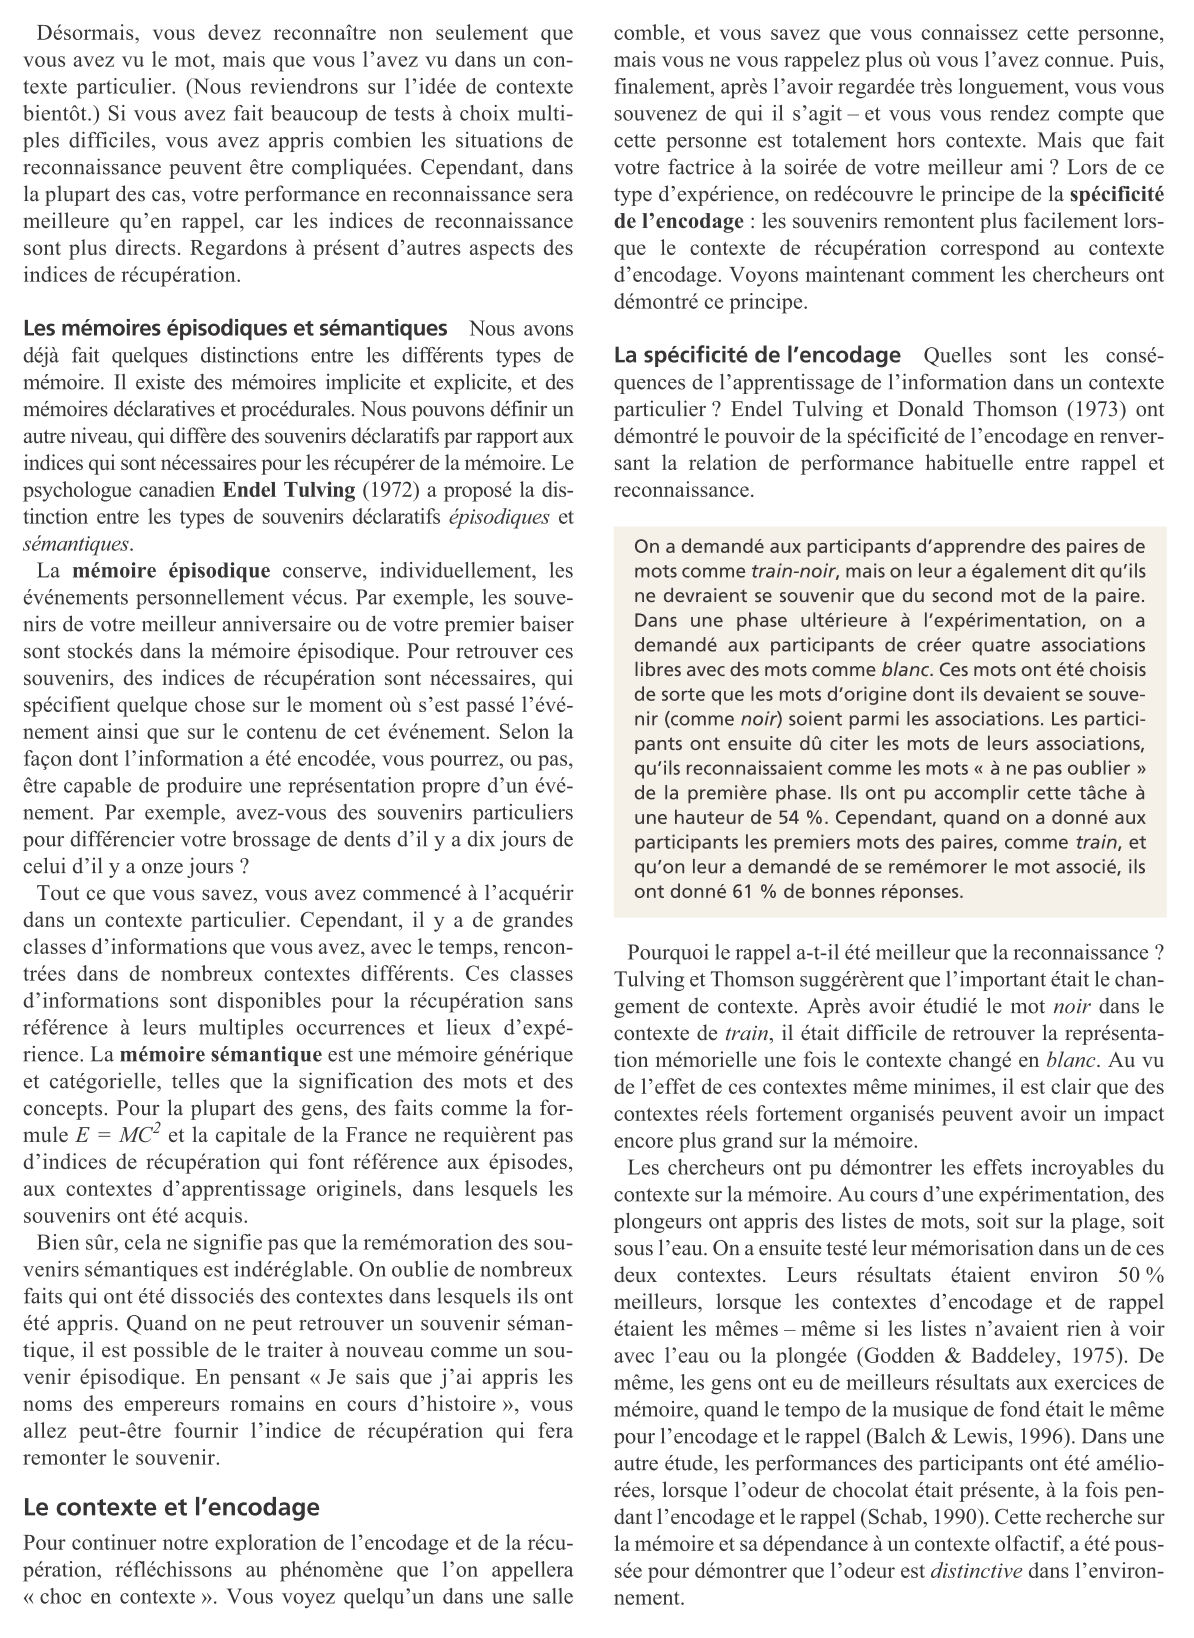 Désormais, vous devez reconnaître non seulement que
vous avez vu le mot, mais que vous l'avez vu dans un con-
texte particulier. (Nous reviendrons sur l'idée de contexte
bientôt.) Si vous avez fait beaucoup de tests à choix multi-
ples difficiles, vous avez appris combien les situations de
reconnaissance peuvent être compliquées. Cependant, dans
la plupart des cas, votre performance en reconnaissance sera
meilleure qu'en rappel, car les indices de reconnaissance
sont plus directs. Regardons à présent d'autres aspects des
indices de récupération.
Les mémoires épisodiques et sémantiques Nous avons
déjà fait quelques distinctions entre les différents types de
mémoire. Il existe des mémoires implicite et explicite, et des
mémoires déclaratives et procédurales. Nous pouvons définir un
autre niveau, qui diffère des souvenirs déclaratifs par rapport aux
indices qui sont nécessaires pour les récupérer de la mémoire. Le
psychologue canadien Endel Tulving (1972) a proposé la dis-
tinction entre les types de souvenirs déclaratifs épisodiques et
sémantiques.
La mémoire épisodique conserve, individuellement, les
événements personnellement vécus. Par exemple, les souve-
nirs de votre meilleur anniversaire ou de votre premier baiser
sont stockés dans la mémoire épisodique. Pour retrouver ces
souvenirs, des indices de récupération sont nécessaires, qui
spécifient quelque chose sur le moment où s'est passé l'évé-
nement ainsi que sur le contenu de cet événement. Selon la
façon dont l'information a été encodée, vous pourrez, ou pas,
être capable de produire une représentation propre d'un évé-
nement. Par exemple, avez-vous des souvenirs particuliers
pour différencier votre brossage de dents d'il y a dix jours de
celui d'il y a onze jours ?
Tout ce que vous savez, vous avez commencé à l'acquérir
dans un contexte particulier. Cependant, il y a de grandes
classes d'informations que vous avez, avec le temps, rencon-
trées dans de nombreux contextes différents. Ces classes
d'informations sont disponibles pour la récupération sans
référence à leurs multiples occurrences et lieux d'expé-
rience. La mémoire sémantique est une mémoire générique
et catégorielle, telles que la signification des mots et des
concepts. Pour la plupart des gens, des faits comme la for-
mule E = MC² et la capitale de la France ne requièrent pas
d'indices de récupération qui font référence aux épisodes,
aux contextes d'apprentissage originels, dans lesquels les
souvenirs ont été acquis.
Bien sûr, cela ne signifie pas que la remémoration des sou-
venirs sémantiques est indéréglable. On oublie de nombreux
faits qui ont été dissociés des contextes dans lesquels ils ont
été appris. Quand on ne peut retrouver un souvenir séman-
tique, il est possible de le traiter à nouveau comme un sou-
venir épisodique. En pensant « Je sais que j'ai appris les
noms des empereurs romains en cours d'histoire », vous
allez peut-être fournir l'indice de récupération qui fera
remonter le souvenir.
Le contexte et l'encodage
Pour continuer notre exploration de l'encodage et de la récu-
pération, réfléchissons au phénomène que l'on appellera
« choc en contexte ». Vous voyez quelqu'un dans une salle
comble, et vous savez que vous connaissez cette personne,
mais vous ne vous rappelez plus où vous l'avez connue. Puis,
finalement, après l'avoir regardée très longuement, vous vous
souvenez de qui il s'agit – et vous vous rendez compte que
cette personne est totalement hors contexte. Mais que fait
votre factrice à la soirée de votre meilleur ami ? Lors de ce
type d'expérience, on redécouvre le principe de la spécificité
de l'encodage : les souvenirs remontent plus facilement lors-
que le contexte de récupération correspond au contexte
d'encodage. Voyons maintenant comment les chercheurs ont
démontré ce principe.
La spécificité de l'encodage Quelles sont les consé-
quences de l'apprentissage de l'information dans un contexte
particulier ? Endel Tulving et Donald Thomson (1973) ont
démontré le pouvoir de la spécificité de l'encodage en renver-
sant la relation de performance habituelle entre rappel et
reconnaissance.
On a demandé aux participants d'apprendre des paires de
mots comme train-noir, mais on leur a également dit qu'ils
ne devraient se souvenir que du second mot de la paire.
Dans une phase ultérieure à l'expérimentation, on a
demandé aux participants de créer quatre associations
libres avec des mots comme blanc. Ces mots ont été choisis
de sorte que les mots d'origine dont ils devaient se souve-
nir (comme noir) soient parmi les associations. Les partici-
pants ont ensuite dû citer les mots de leurs associations,
qu'ils reconnaissaient comme les mots « à ne pas oublier »
de la première phase. Ils ont pu accomplir cette tâche à
une hauteur de 54 %. Cependant, quand on a donné aux
participants les premiers mots des paires, comme train, et
qu'on leur a demandé de se remémorer le mot associé, ils
ont donné 61 % de bonnes réponses.
Pourquoi le rappel a-t-il été meilleur que la reconnaissance ?
Tulving et Thomson suggérèrent que l'important était le chan-
gement de contexte. Après avoir étudié le mot noir dans le
contexte de train, il était difficile de retrouver la représenta-
tion mémorielle une fois le contexte changé en blanc. Au vu
de l'effet de ces contextes même minimes, il est clair que des
contextes réels fortement organisés peuvent avoir un impact
encore plus grand sur la mémoire.
Les chercheurs ont pu démontrer les effets incroyables du
contexte sur la mémoire. Au cours d'une expérimentation, des
plongeurs ont appris des listes de mots, soit sur la plage, soit
sous l'eau. On a ensuite testé leur mémorisation dans un de ces
deux contextes. Leurs résultats étaient environ 50 %
meilleurs, lorsque les contextes d'encodage et de rappel
étaient les mêmes – même si les listes n'avaient rien à voir
avec l'eau ou la plongée (Godden & Baddeley, 1975). De
même, les gens ont eu de meilleurs résultats aux exercices de
mémoire, quand le tempo de la musique de fond était le même
pour l'encodage et le rappel (Balch & Lewis, 1996). Dans une
autre étude, les performances des participants ont été amélio-
rées, lorsque l'odeur de chocolat était présente, à la fois pen-
dant l'encodage et le rappel (Schab, 1990). Cette recherche sur
la mémoire et sa dépendance à un contexte olfactif, a été pous-
sée pour démontrer que l'odeur est distinctive dans l'environ-
nement.